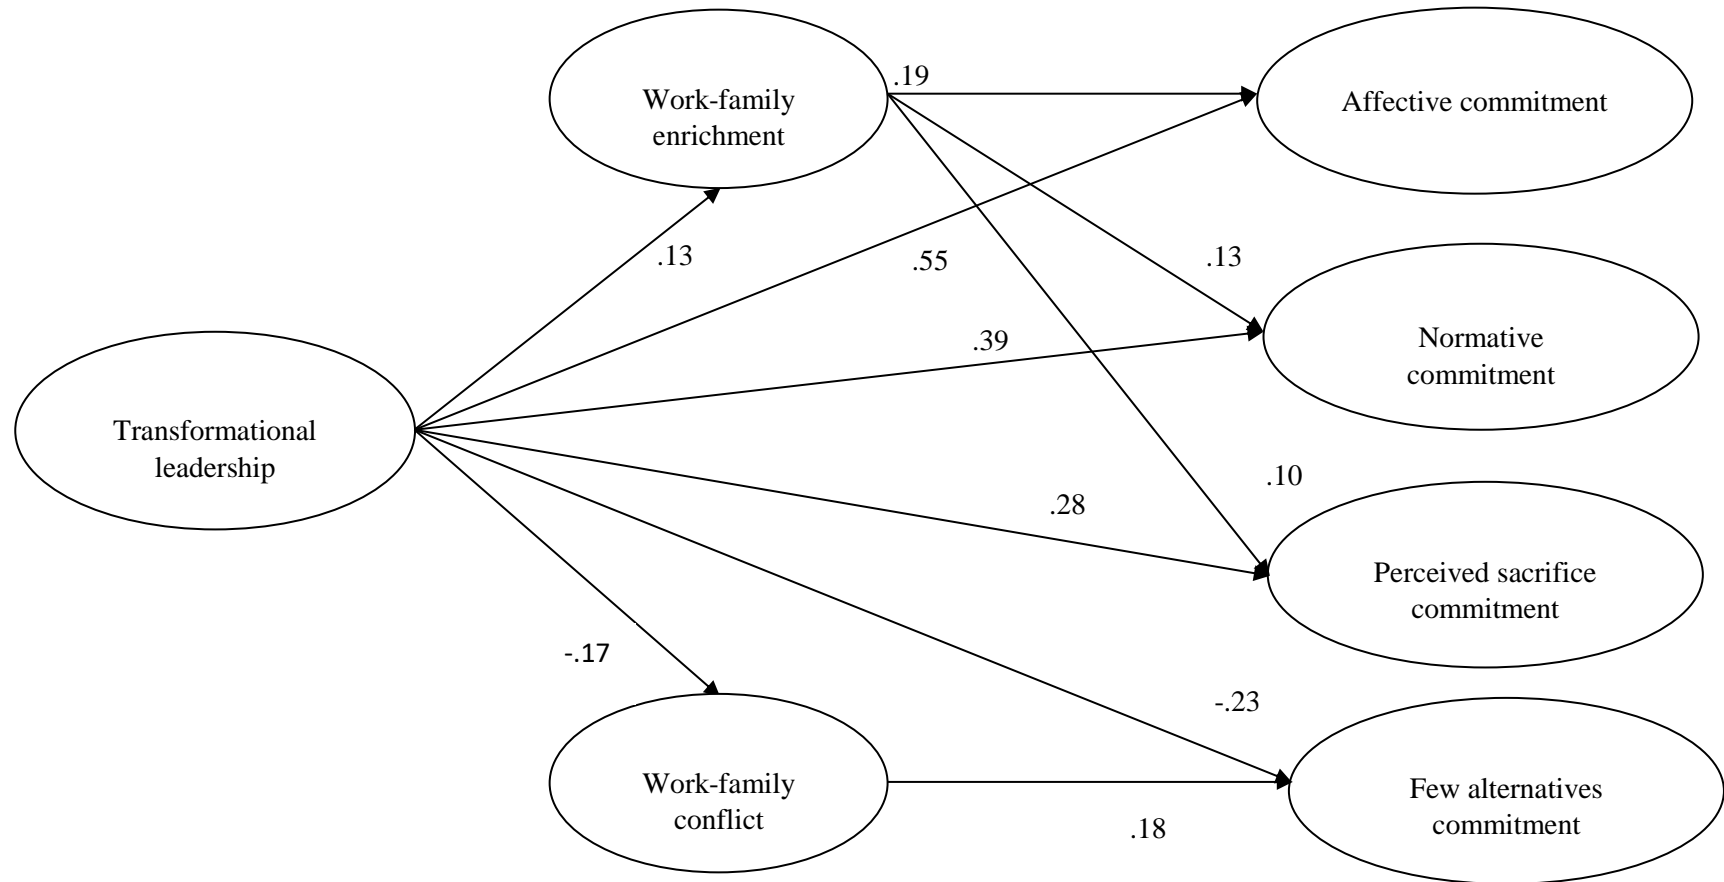 .19
Work-family
enrichment
Affective commitment
.13
.55
.13
.39
Normative
commitment
Transformational
leadership
.10
.28
Perceived sacrifice
commitment
-.17
-.23
Work-family
conflict
Few alternatives
commitment
.18